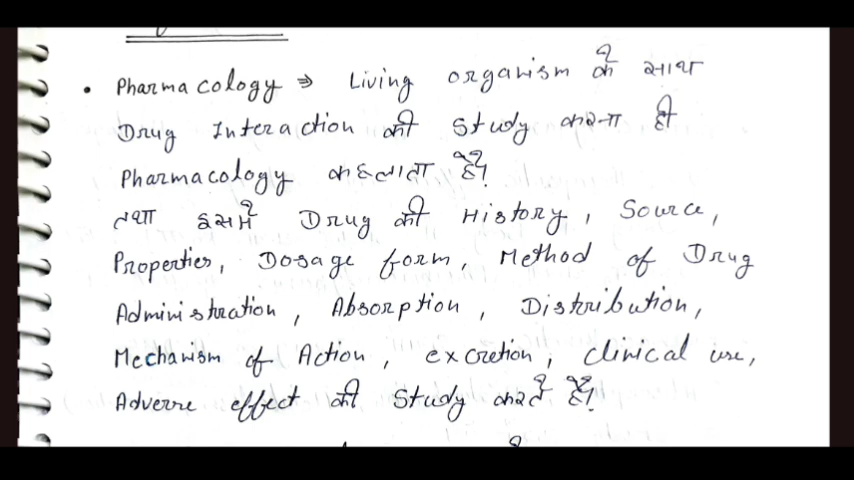 • Pharmacology ⇒ Living organism के साथ
Drug Interaction की study करना ही
Pharmacology कहलाता है।
तथा इसमें Drug की History, Source,
Properties, Dosage form, Method of Drug
Administration, Absorption, Distribution,
Mechanism of Action, excretion, clinical use,
Adverse effect की study करते हैं।